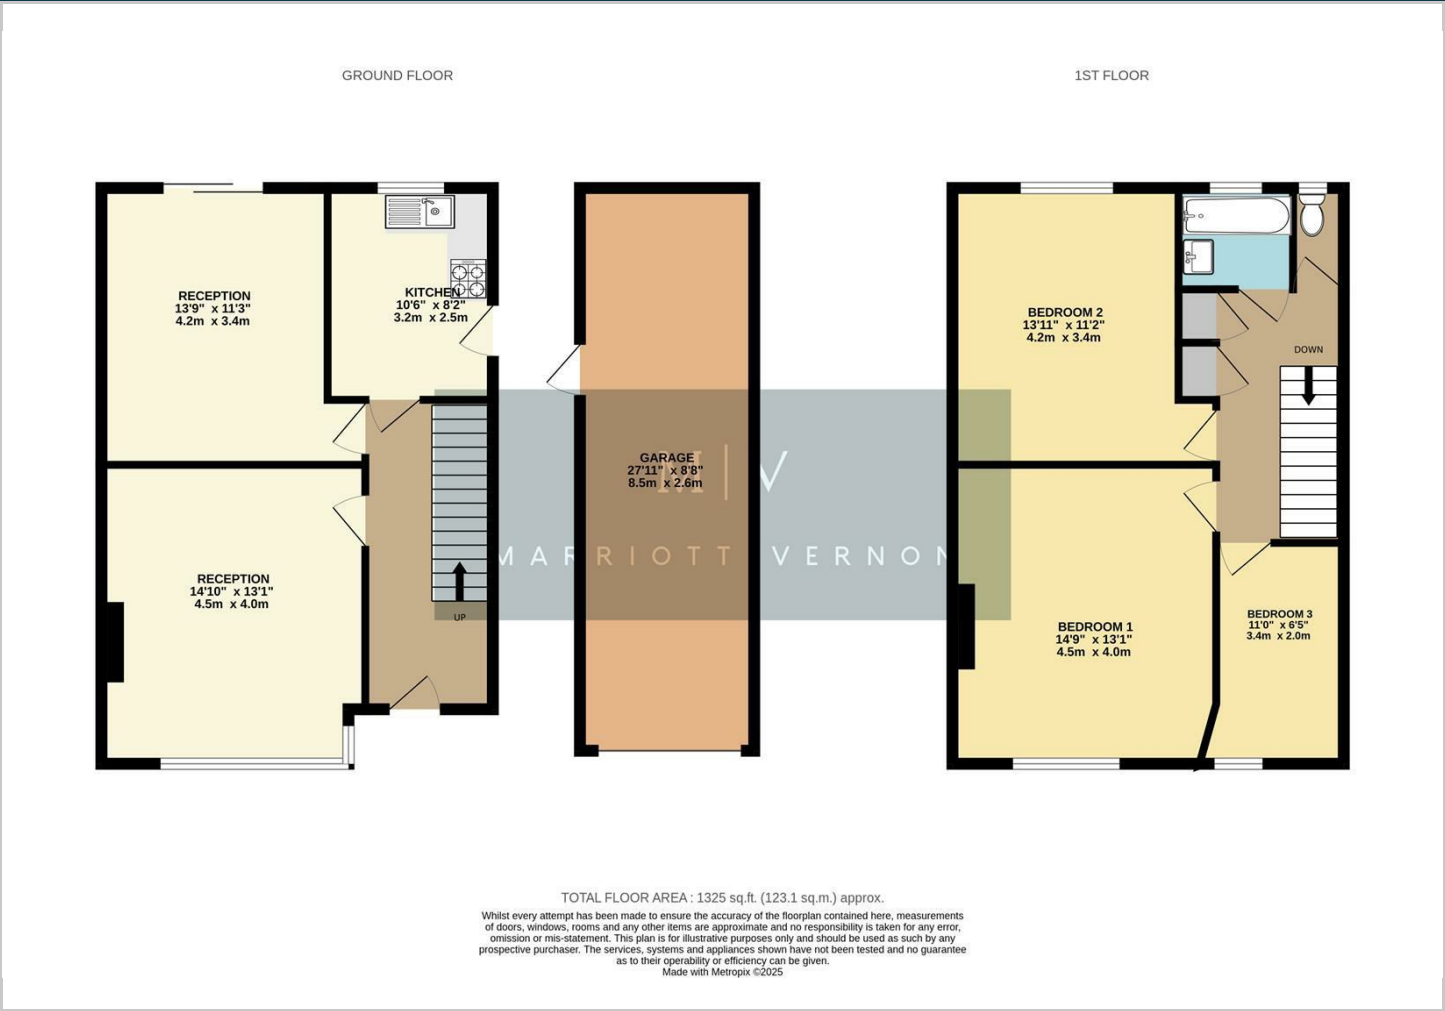 GROUND FLOOR
1ST FLOOR
RECEPTION
13'9" x 11'3"
4.2m x 3.4m
KITCHEN
10'6" x 8'2"
3.2m x 2.5m
BEDROOM 2
13'11" x 11'2"
4.2m x 3.4m
DOWN
GARAGE
27'11" x 8'8"
8.5m x 2.6m
M | V
MARRIOTT VERNON
RECEPTION
14'10" x 13'1"
4.5m x 4.0m
UP
BEDROOM 1
14'9" x 13'1"
4.5m x 4.0m
BEDROOM 3
11'0" x 6'5"
3.4m x 2.0m
TOTAL FLOOR AREA : 1325 sq.ft. (123.1 sq.m.) approx.
Whilst every attempt has been made to ensure the accuracy of the floorplan contained here, measurements
of doors, windows, rooms and any other items are approximate and no responsibility is taken for any error,
omission or mis-statement. This plan is for illustrative purposes only and should be used as such by any
prospective purchaser. The services, systems and appliances shown have not been tested and no guarantee
as to their operability or efficiency can be given.
Made with Metropix ©2025